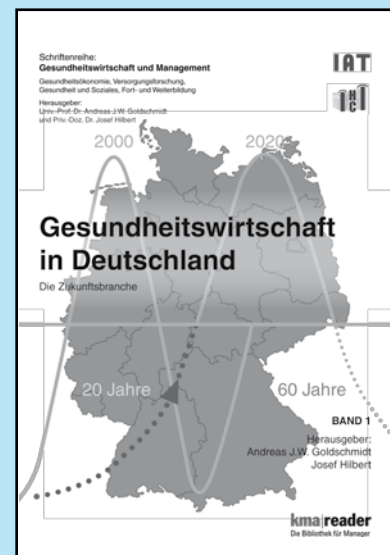 Schriftenreihe:
Gesundheitswirtschaft und Management
Gesundheitsökonomie, Versorgungsforschung,
Gesundheit und Soziales, Fort- und Weiterbildung
Herausgeber:
Univ.-Prof. Dr. Andreas J.W. Goldschmidt
und Priv.-Doz. Dr. Josef Hilbert
IAT
IHCI
2000
2020
Gesundheitswirtschaft
in Deutschland
Die Zukunftsbranche
20 Jahre
60 Jahre
BAND 1
Herausgeber:
Andreas J.W. Goldschmidt
Josef Hilbert
kma|reader
Die Bibliothek für Manager